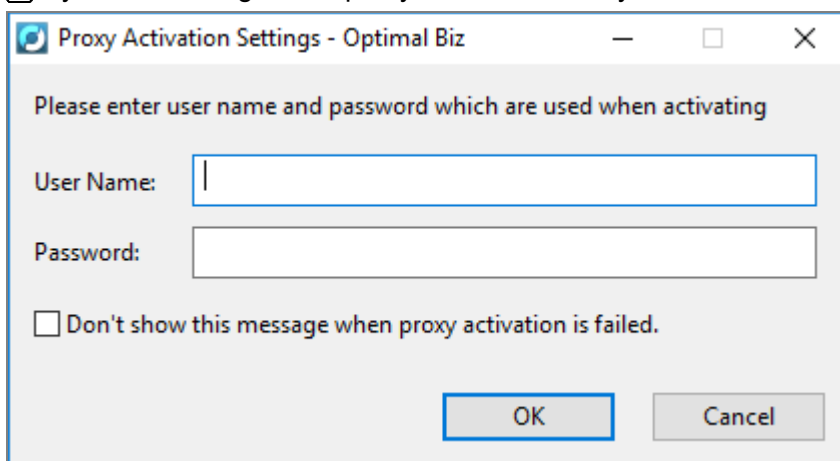 Proxy Activation Settings - Optimal Biz
Please enter user name and password which are used when activating
User Name:
Password:
Don't show this message when proxy activation is failed.
OK Cancel